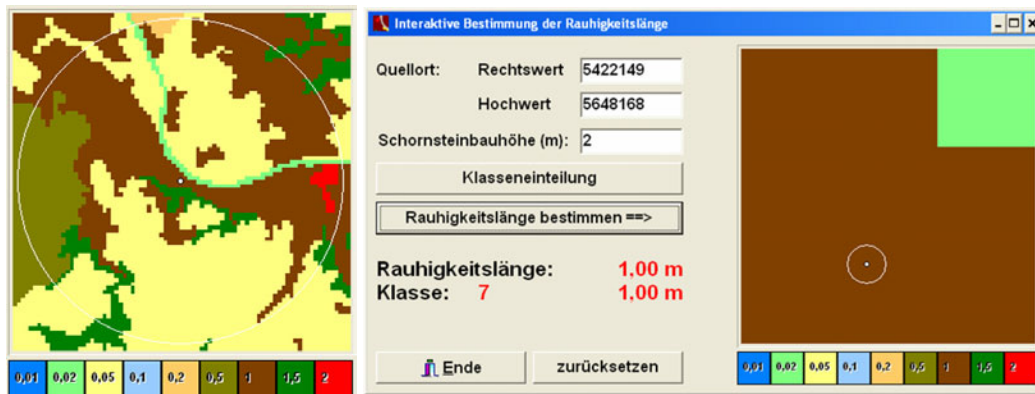 Interaktive Bestimmung der Rauhigkeitslänge
Quellort: Rechtswert 5422149
Hochwert 5648168
Schornsteinbauhöhe (m): 2
Klasseneinteilung
Rauhigkeitslänge bestimmen ==>
Rauhigkeitslänge: 1,00 m
Klasse: 7 1,00 m
Ende zurücksetzen
0,01 0,02 0,05 0,1 0,2 0,5 1 1,5 2
0,01 0,02 0,05 0,1 0,2 0,5 1 1,5 2